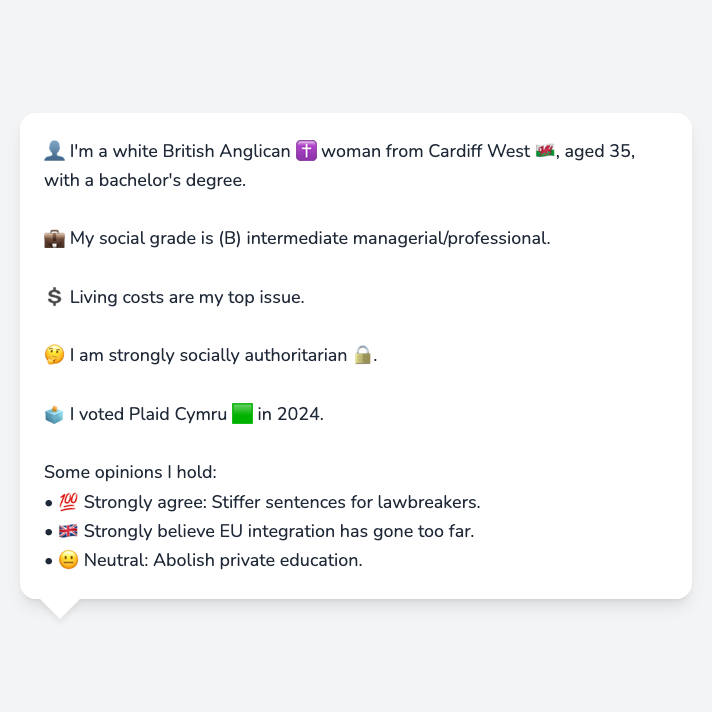 👤 I'm a white British Anglican ✝️ woman from Cardiff West 🏴󠁧󠁢󠁷󠁬󠁳󠁿, aged 35,
with a bachelor's degree.
💼 My social grade is (B) intermediate managerial/professional.
💲 Living costs are my top issue.
🤔 I am strongly socially authoritarian 🔒.
🗳️ I voted Plaid Cymru 🟩 in 2024.
Some opinions I hold:
• 💯 Strongly agree: Stiffer sentences for lawbreakers.
• 🇬🇧 Strongly believe EU integration has gone too far.
• 😐 Neutral: Abolish private education.